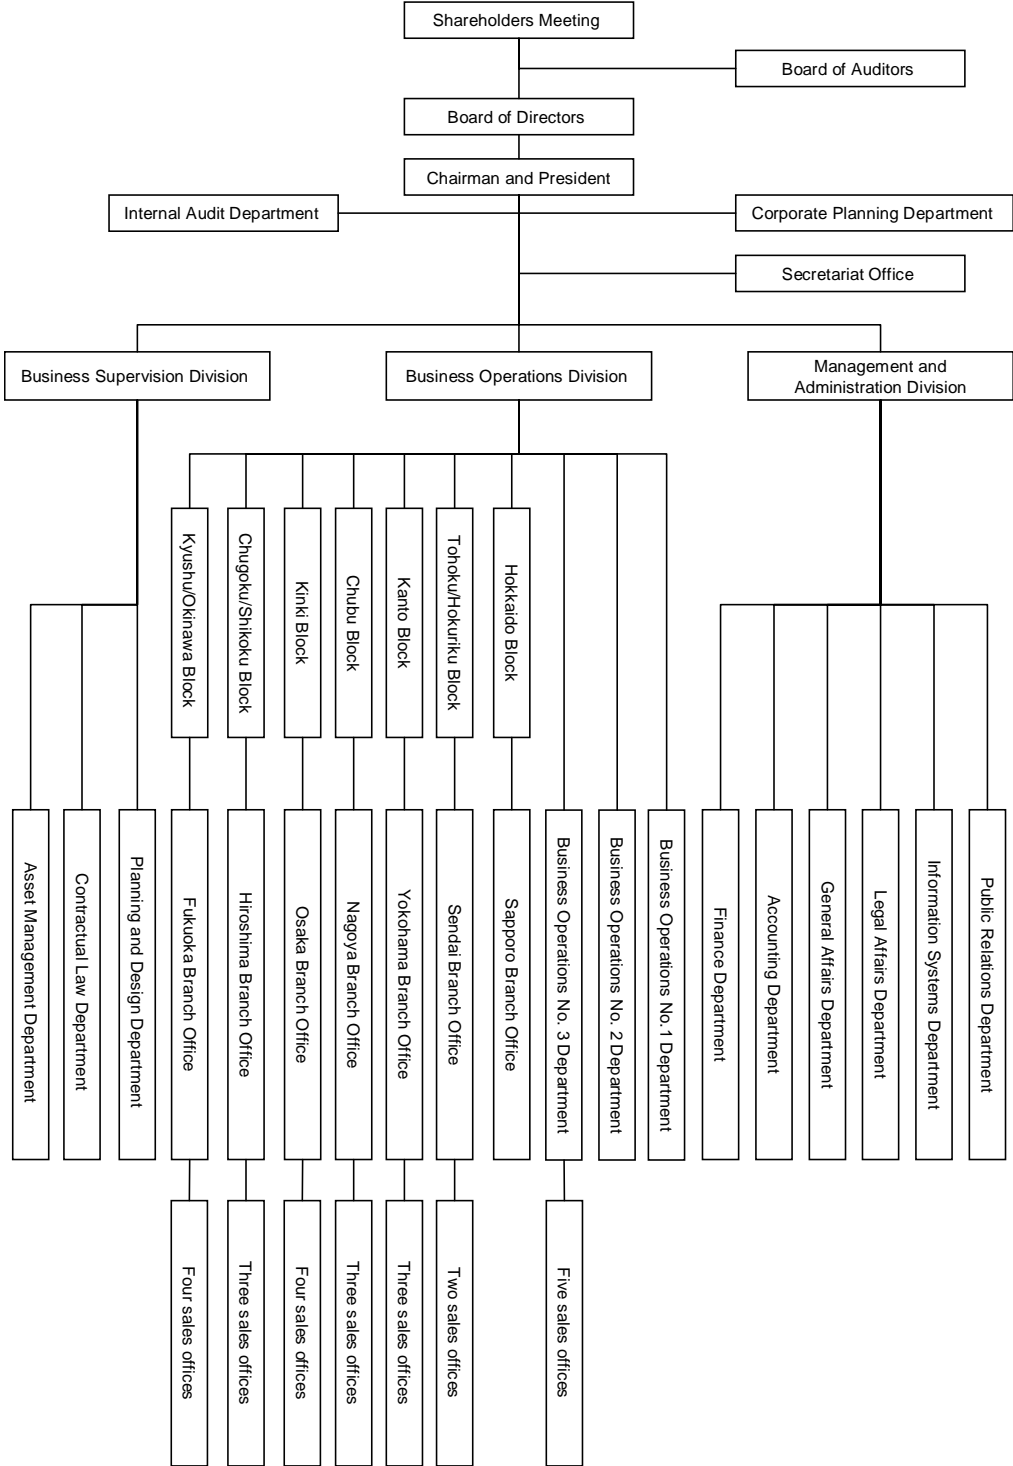 Shareholders Meeting
Board of Auditors
Board of Directors
Chairman and President
Internal Audit Department
Corporate Planning Department
Secretariat Office
Business Supervision Division
Business Operations Division
Management and
Administration Division
Kyushu/Okinawa Block
Chugoku/Shikoku Block
Kinki Block
Chubu Block
Kanto Block
Tohoku/Hokuriku Block
Hokkaido Block
Asset Management Department
Contractual Law Department
Planning and Design Department
Fukuoka Branch Office
Hiroshima Branch Office
Osaka Branch Office
Nagoya Branch Office
Yokohama Branch Office
Sendai Branch Office
Sapporo Branch Office
Business Operations No. 3 Department
Business Operations No. 2 Department
Business Operations No.1 Department
Finance Department
Accounting Department
General Affairs Department
Legal Affairs Department
Information Systems Department
Public Relations Department
Four sales offices
Three sales offices
Four sales offices
Three sales offices
Three sales offices
Two sales offices
Five sales offices